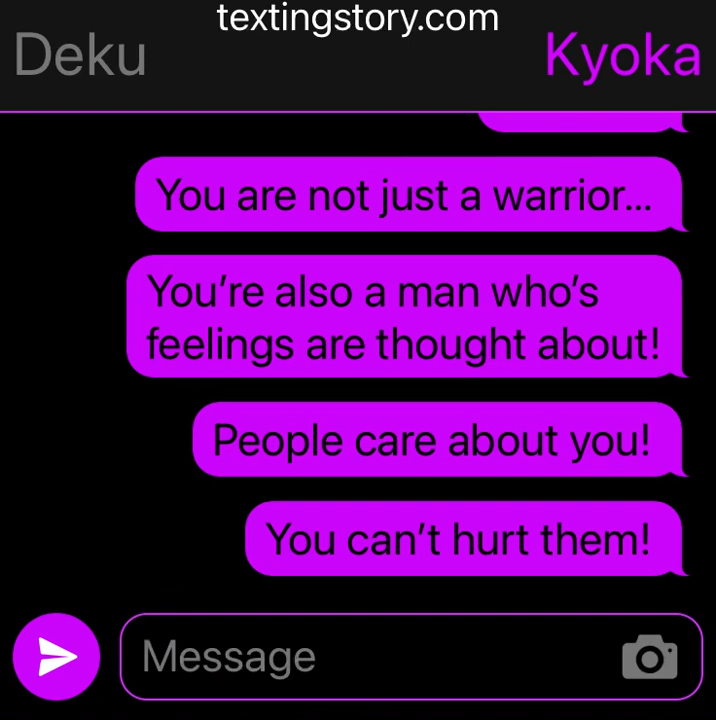 textingstory.com
Deku
Kyoka
You are not just a warrior...
You’re also a man who’s
feelings are thought about!
People care about you!
You can’t hurt them!
Message